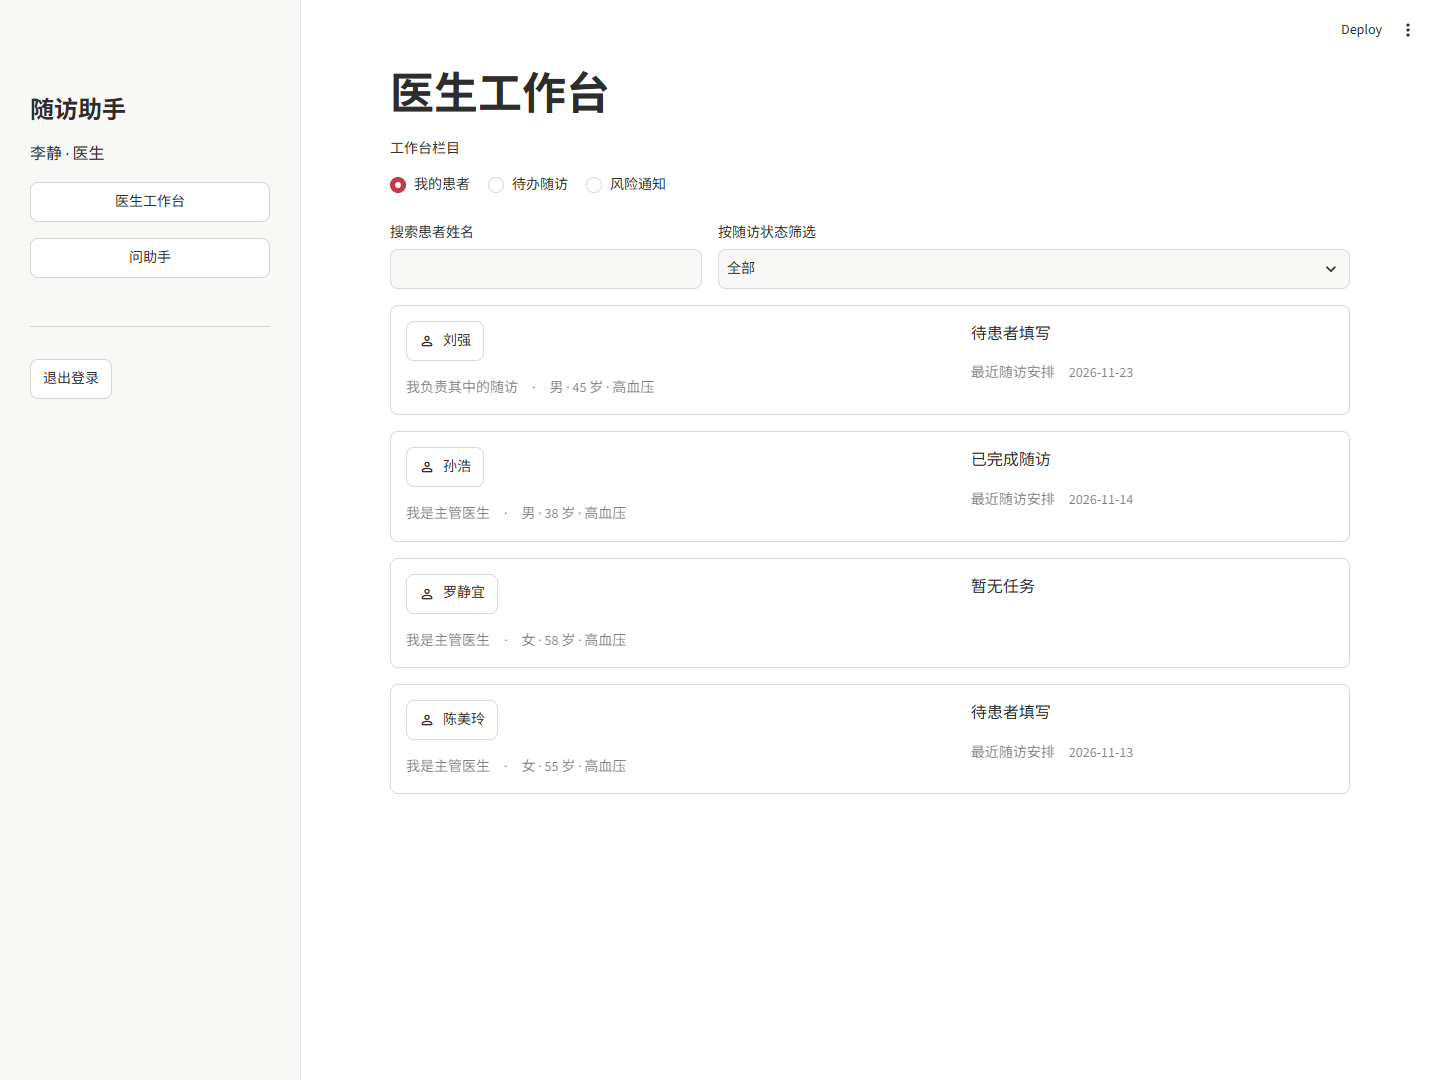 Deploy
随访助手
李静 · 医生
医生工作台
问助手
退出登录
医生工作台
工作台栏目
我的患者 待办随访 风险通知
搜索患者姓名 按随访状态筛选
全部
刘强 待患者填写
我负责其中的随访 · 男 · 45 岁 · 高血压 最近随访安排 2026-11-23
孙浩 已完成随访
我是主管医生 · 男 · 38 岁 · 高血压 最近随访安排 2026-11-14
罗静宜 暂无任务
我是主管医生 · 女 · 58 岁 · 高血压
陈美玲 待患者填写
我是主管医生 · 女 · 55 岁 · 高血压 最近随访安排 2026-11-13